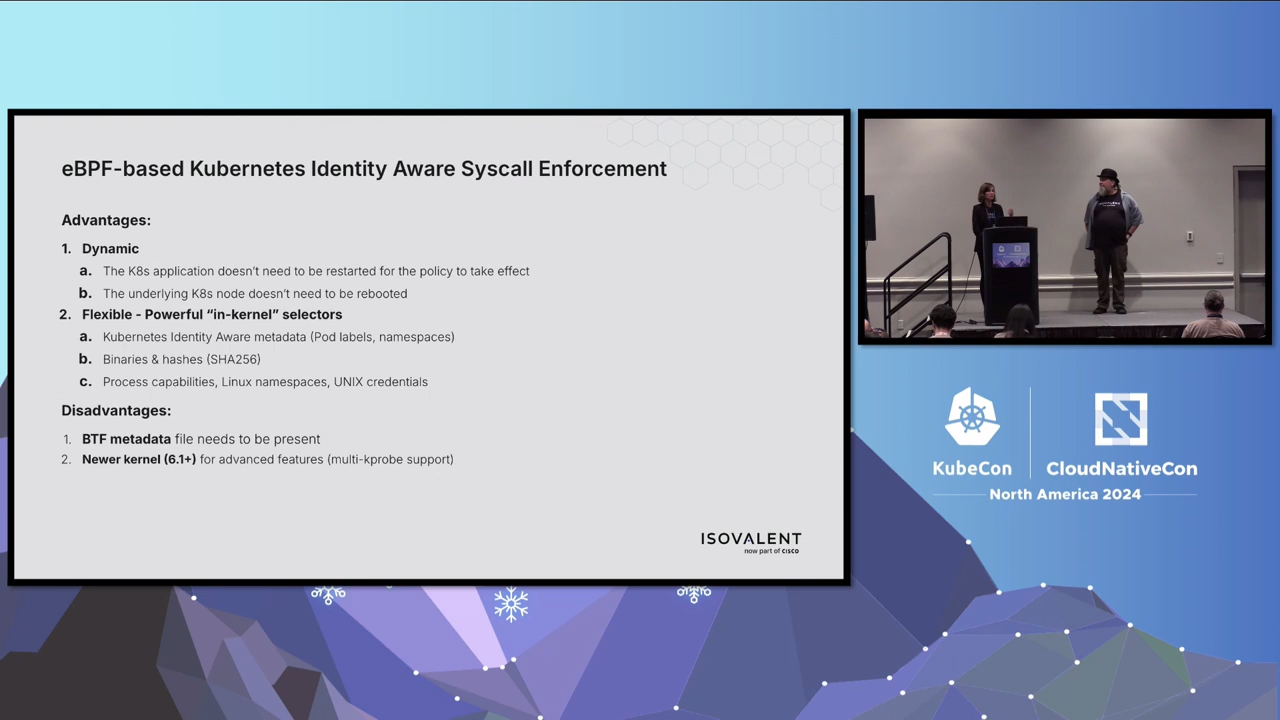 eBPF-based Kubernetes Identity Aware Syscall Enforcement
Advantages:
1. Dynamic
a. The K8s application doesn’t need to be restarted for the policy to take effect
b. The underlying K8s node doesn’t need to be rebooted
2. Flexible - Powerful “in-kernel” selectors
a. Kubernetes Identity Aware metadata (Pod labels, namespaces)
b. Binaries & hashes (SHA256)
c. Process capabilities, Linux namespaces, UNIX credentials
Disadvantages:
1. BTF metadata file needs to be present
2. Newer kernel (6.1+) for advanced features (multi-kprobe support)
ISOVALENT
now part of CISCO
KubeCon
CloudNativeCon
North America 2024